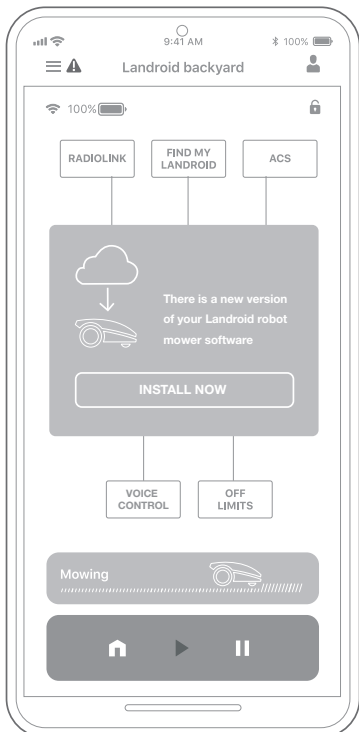 9:41 AM
100%
Landroid backyard
100%
RADIOLINK
FIND MY
LANDROID
ACS
There is a new version
of your Landroid robot
mower software
INSTALL NOW
VOICE
CONTROL
OFF
LIMITS
Mowing